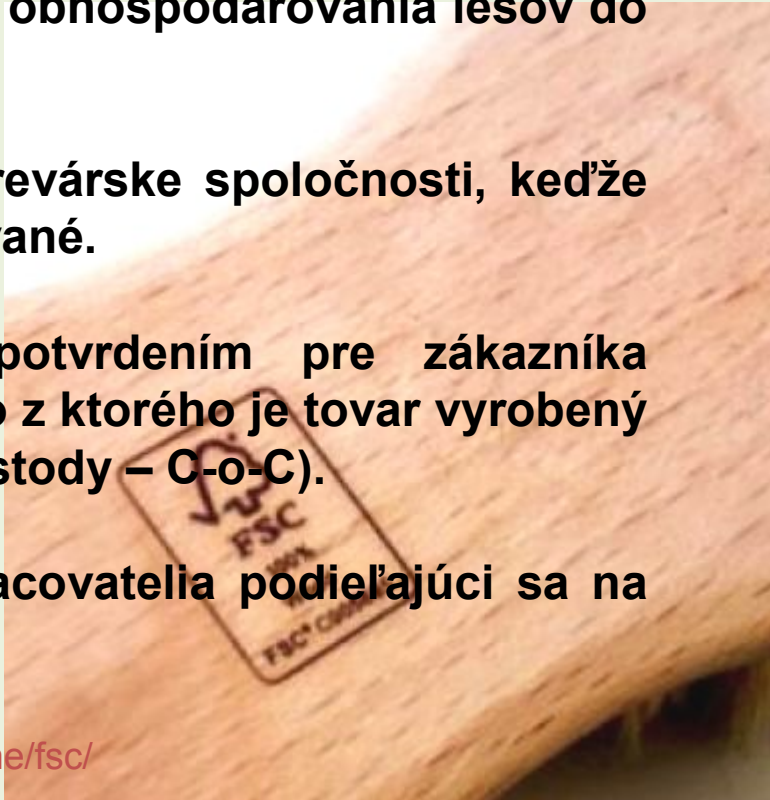 obhospodarovania lesov do
revárske spoločnosti, keďže
vané.
potvrdením pre zákazníka
o z ktorého je tovar vyrobený
stody – C-o-C).
FSC
100%
acovatelia podieľajúci sa na
FSC®
ne/fsc/